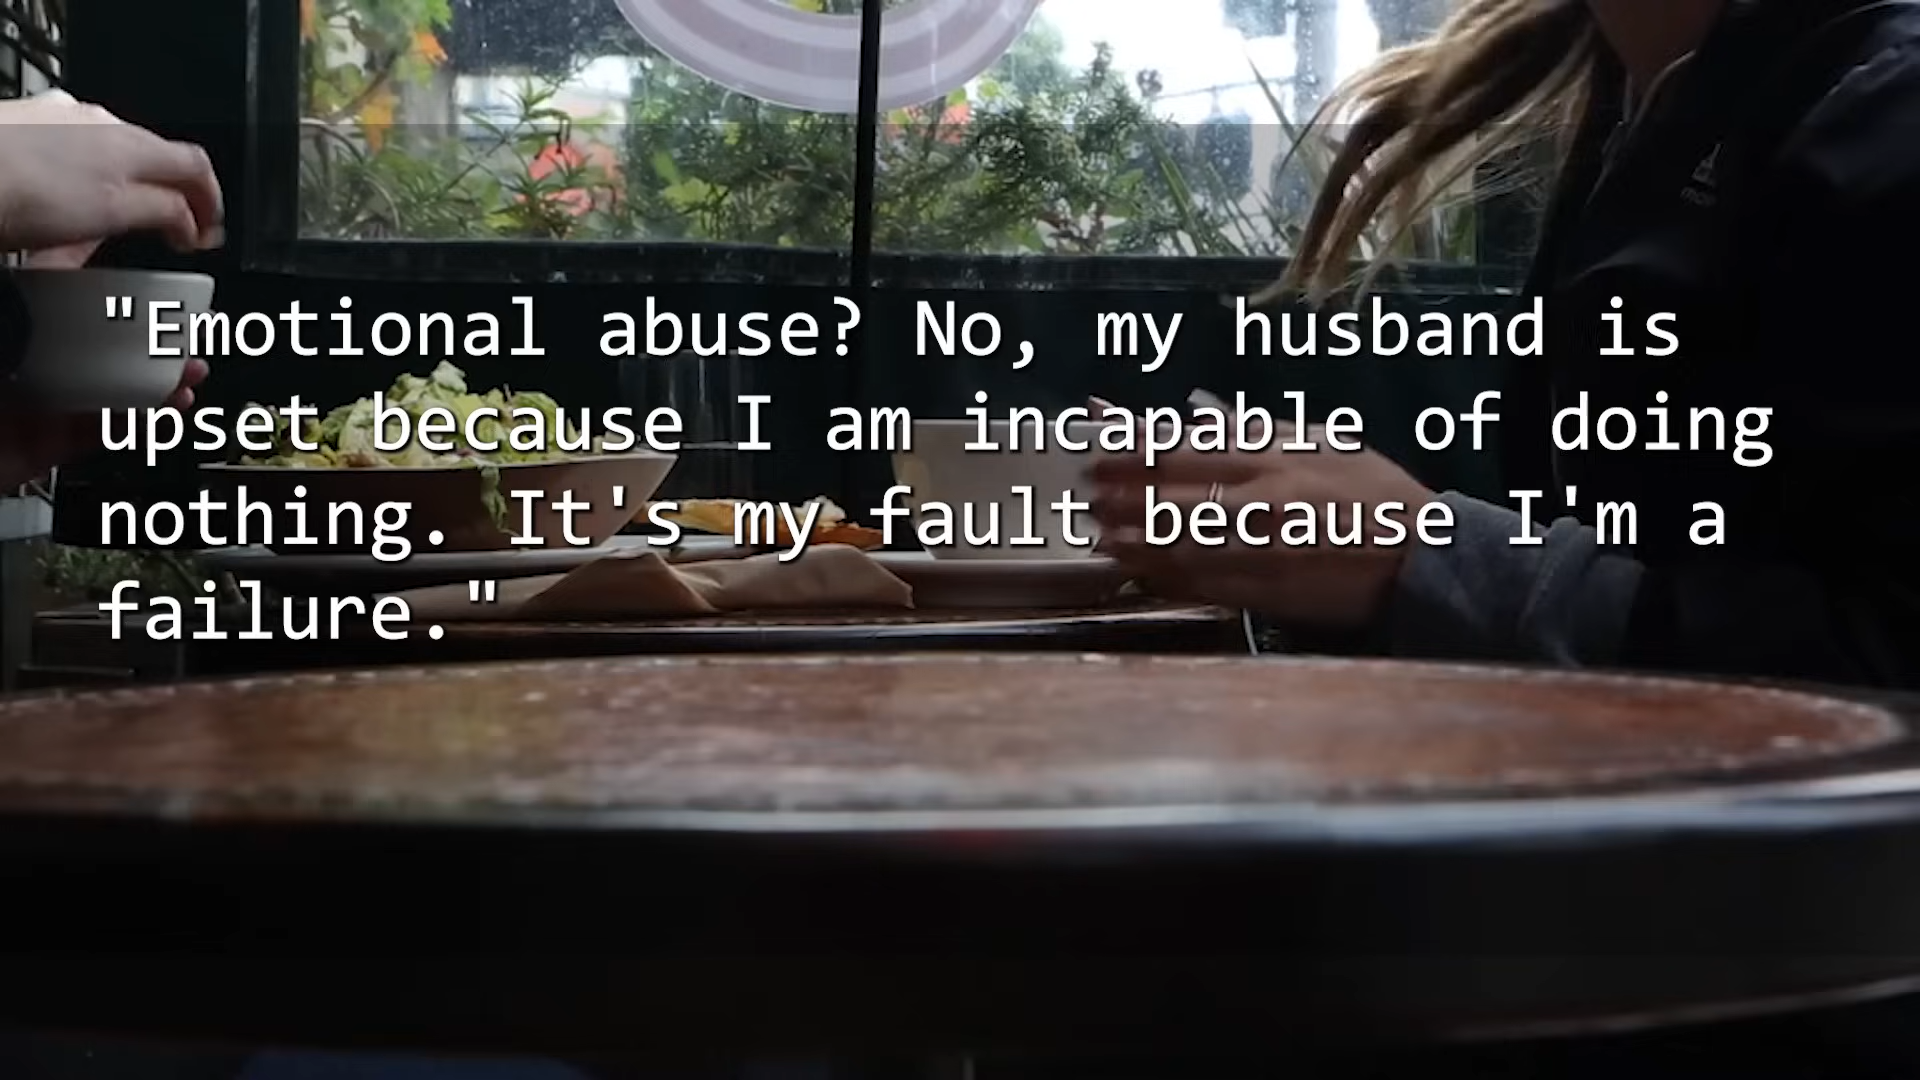 "Emotional abuse? No, my husband is
upset because I am incapable of doing
nothing. It's my fault because I'm a
failure."